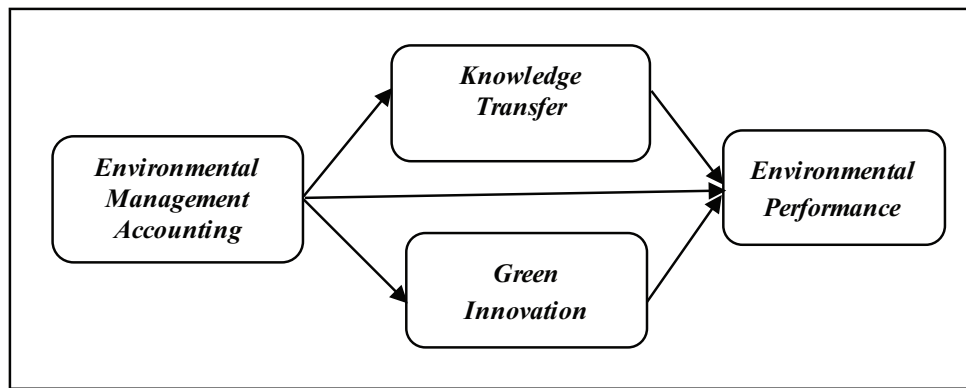 Knowledge
Transfer
Environmental
Management
Accounting
Environmental
Performance
Green
Innovation